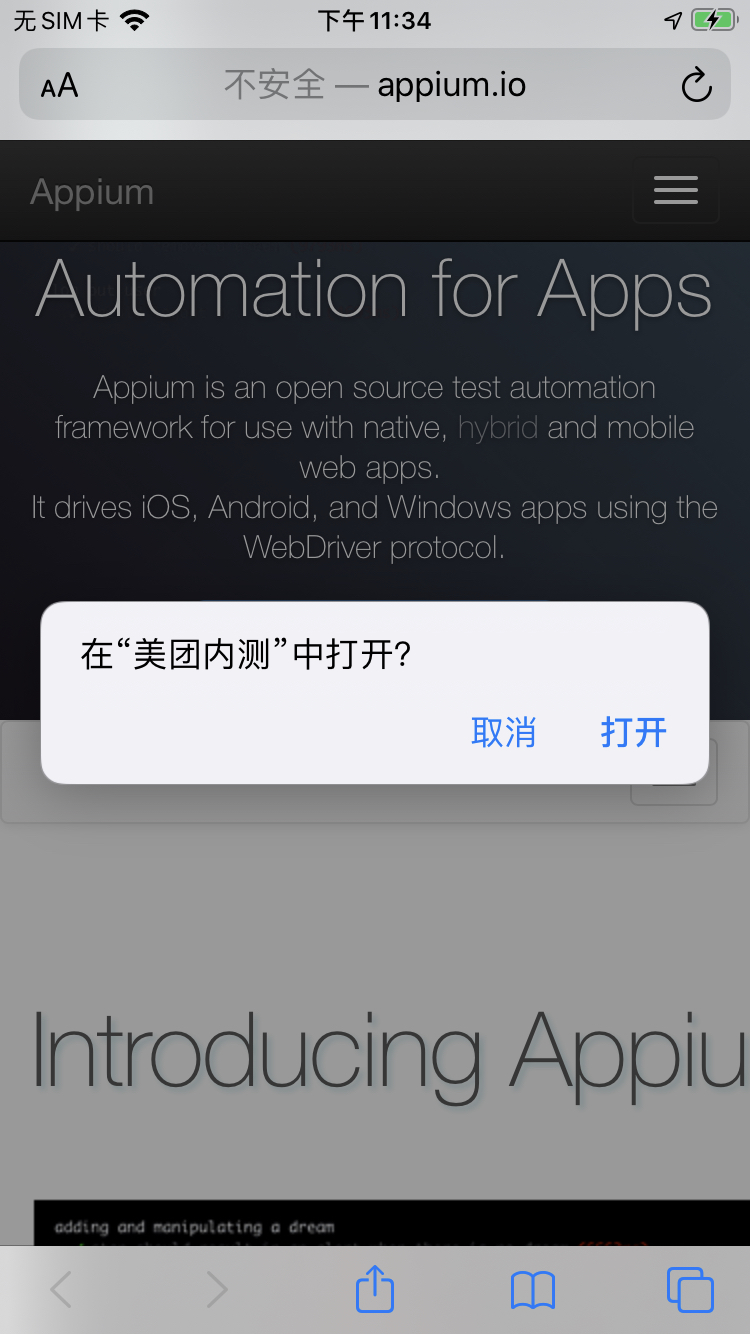 无SIM卡 下午11:34
AA 不安全 — appium.io
Appium
Automation for Apps
Appium is an open source test automation
framework for use with native, hybrid and mobile
web apps.
It drives iOS, Android, and Windows apps using the
WebDriver protocol.
在“美团内测”中打开?
取消 打开
Introducing Appiu
adding and manipulating a dream